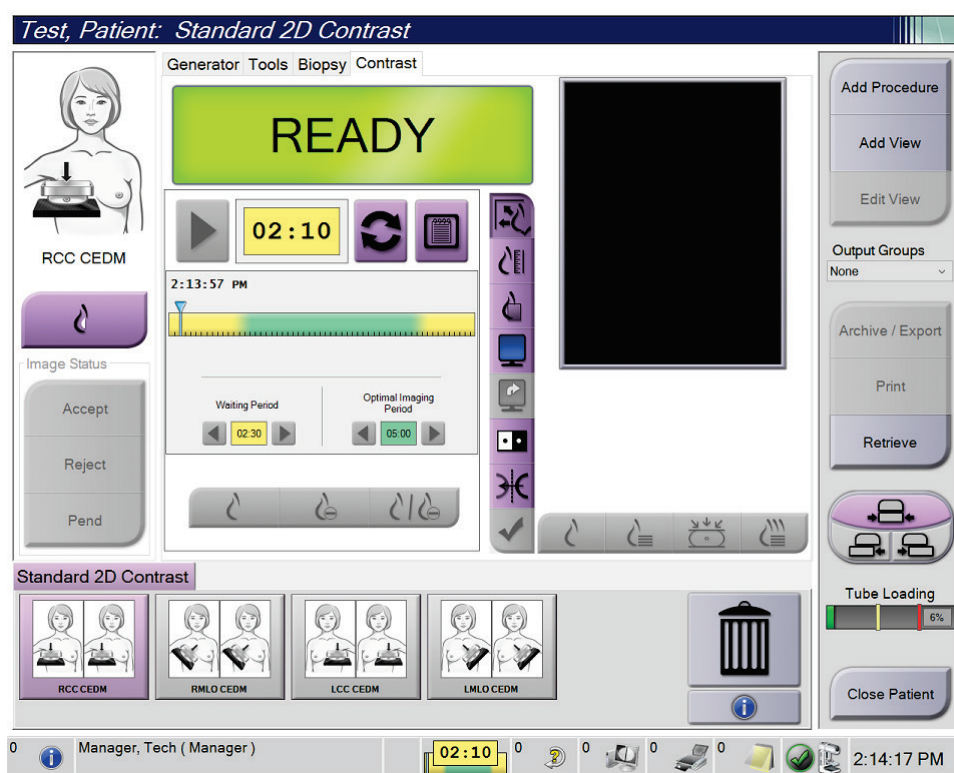 Test, Patient: Standard 2D Contrast
Generator Tools Biopsy Contrast
READY
RCC CEDM
02:10
2:13:57 PM
Waiting Period
02:30
Optimal Imaging
Period
05:00
Image Status
Accept
Reject
Pend
Add Procedure
Add View
Edit View
Output Groups
None
Archive / Export
Print
Retrieve
Tube Loading
6%
Close Patient
Standard 2D Contrast
RCC CEDM
RMLO CEDM
LCC CEDM
LMLO CEDM
0 Manager, Tech ( Manager ) 02:10 0 0 0 0 2:14:17 PM